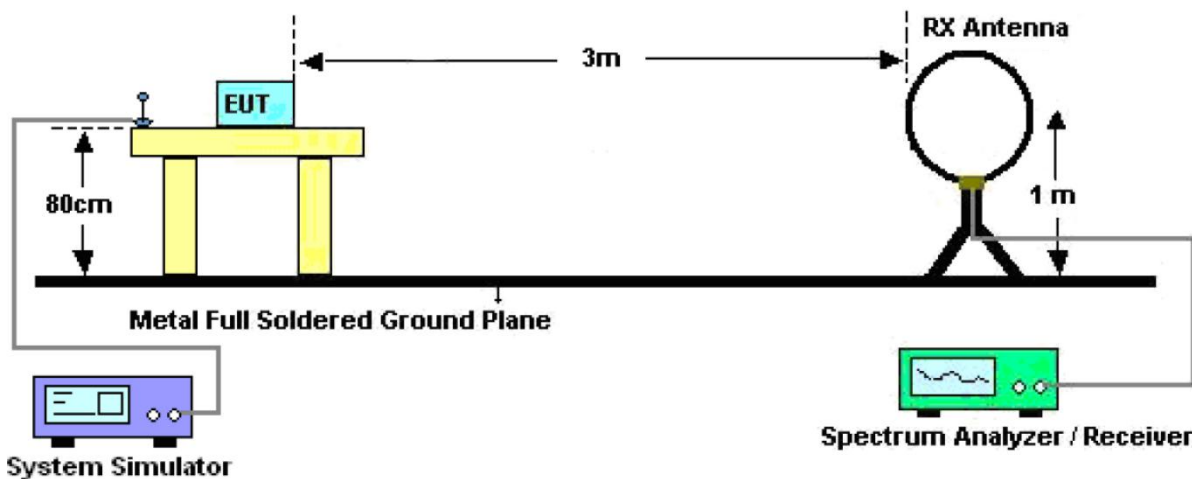 RX Antenna
3m
EUT
80cm
1 m
Metal Full Soldered Ground Plane
System Simulator
Spectrum Analyzer / Receiver